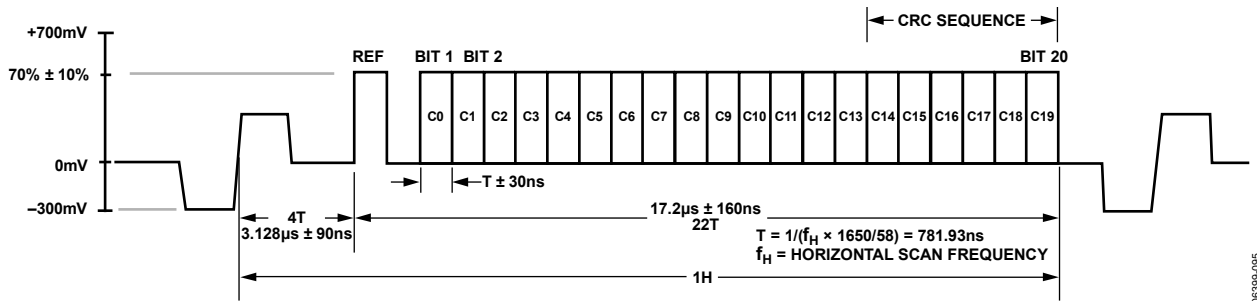 CRC SEQUENCE
+700mV
REF
BIT 1
BIT 2
BIT 20
70% ± 10%
C0
C1
C2
C3
C4
C5
C6
C7
C8
C9
C10
C11
C12
C13
C14
C15
C16
C17
C18
C19
0mV
T ± 30ns
–300mV
4T
3.128µs ± 90ns
17.2µs ± 160ns
22T
T = 1/(fH × 1650/58) = 781.93ns
fH = HORIZONTAL SCAN FREQUENCY
1H
06399-095